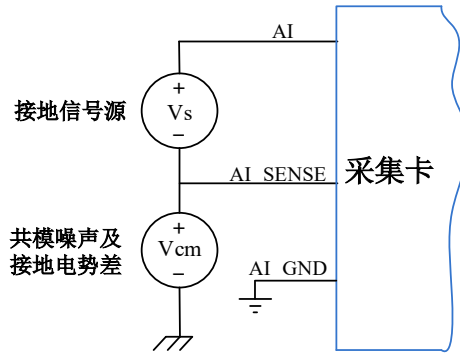 AI
+
Vs
−
接地信号源
AI SENSE
采集卡
+
Vcm
−
共模噪声及
接地电势差
AI GND